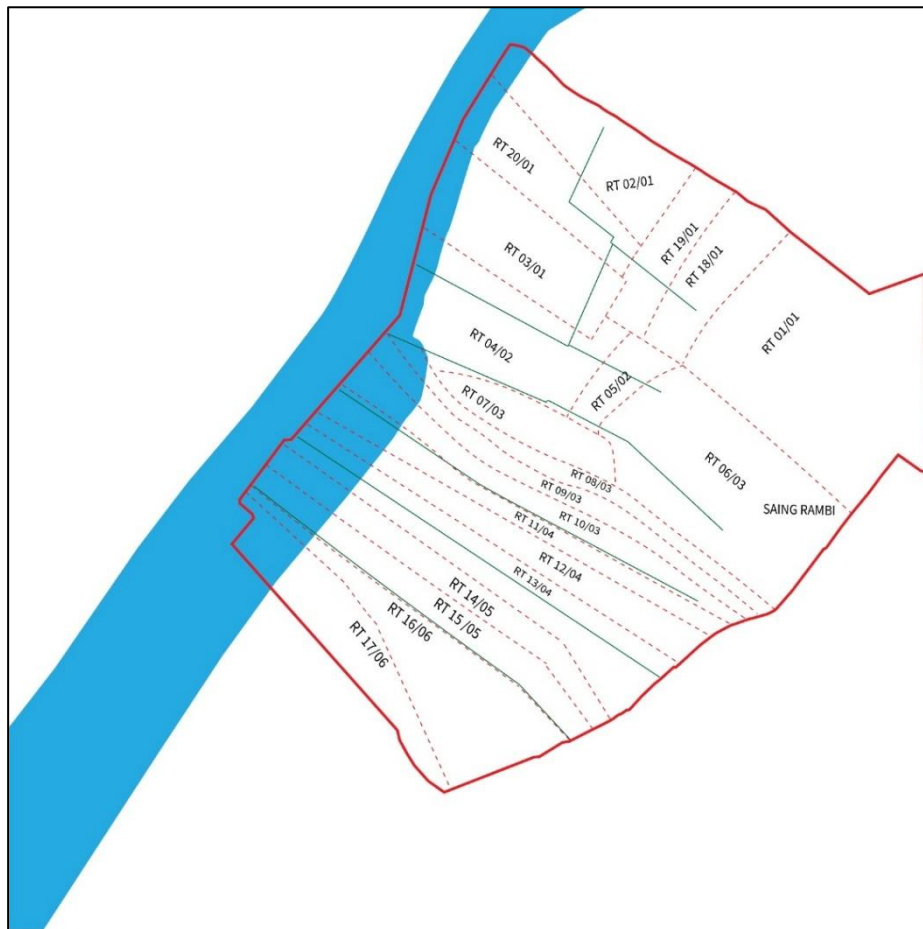 RT 20/01
RT 02/01
RT 19/01
RT 18/01
RT 03/01
RT 01/01
RT 04/02
RT 05/02
RT 07/03
RT 06/03
RT 08/03
RT 09/03
SAING RAMBI
RT 10/03
RT 11/04
RT 12/04
RT 13/04
RT 14/05
RT 15 /05
RT 16/06
RT 17/06